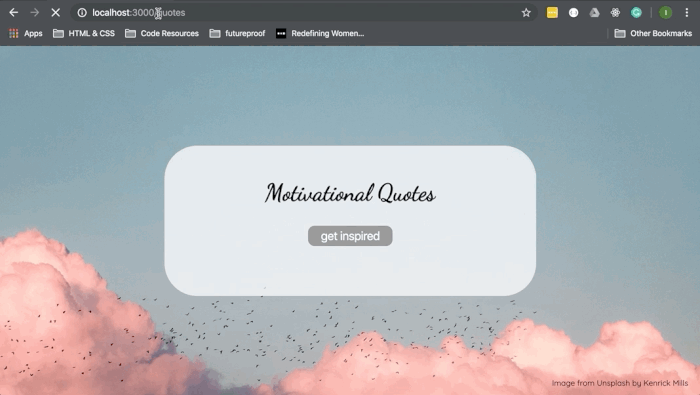 localhost:3000/quotes
Apps HTML & CSS Code Resources futureproof Redefining Women... Other Bookmarks
Motivational Quotes
get inspired
Image from Unsplash by Kenrick Mills